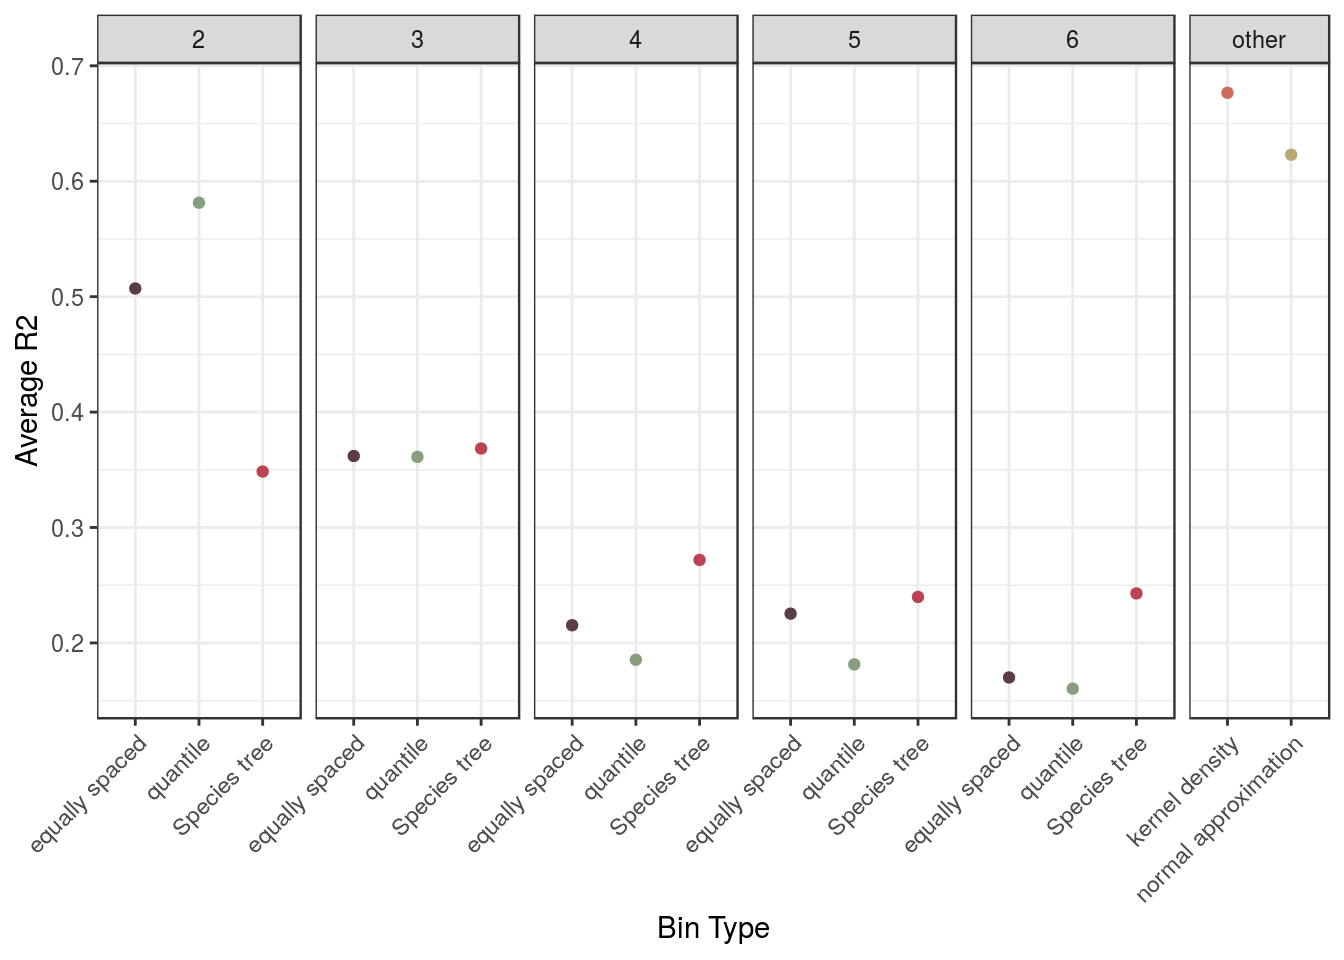 2 3 4 5 6 other
0.7
0.6
0.5
0.4
0.3
0.2
Average R2
equally spaced
quantile
Species tree
equally spaced
quantile
Species tree
equally spaced
quantile
Species tree
equally spaced
quantile
Species tree
equally spaced
quantile
Species tree
kernel density
normal approximation
Bin Type